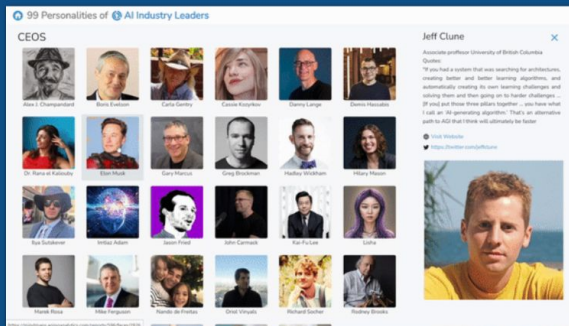 99 Personalities of AI Industry Leaders
CEOS
Alex J. Champandard
Boris Evelson
Carla Gentry
Cassie Kozyrkov
Danny Lange
Demis Hassabis
Dr. Rana el Kaliouby
Elon Musk
Gary Marcus
Greg Brockman
Hadley Wickham
Hilary Mason
Ilya Sutskever
Imtiaz Adam
Jason Fried
John Carmack
Kai-Fu Lee
Lisha
Marek Rosa
Mike Ferguson
Nando de Freitas
Oriol Vinyals
Richard Socher
Rodney Brooks
Jeff Clune
Associate proffesor University of British Columbia
Quotes:
"If you had a system that was searching for architectures,
creating better and better learning algorithms, and
automatically creating its own learning challenges and
solving them and then going on to harder challenges ...
[If you] put those three pillars together ... you have what
I call an 'AI-generating algorithm.' That's an alternative
path to AGI that I think will ultimately be faster
Visit Website
https://twitter.com/jeffclune